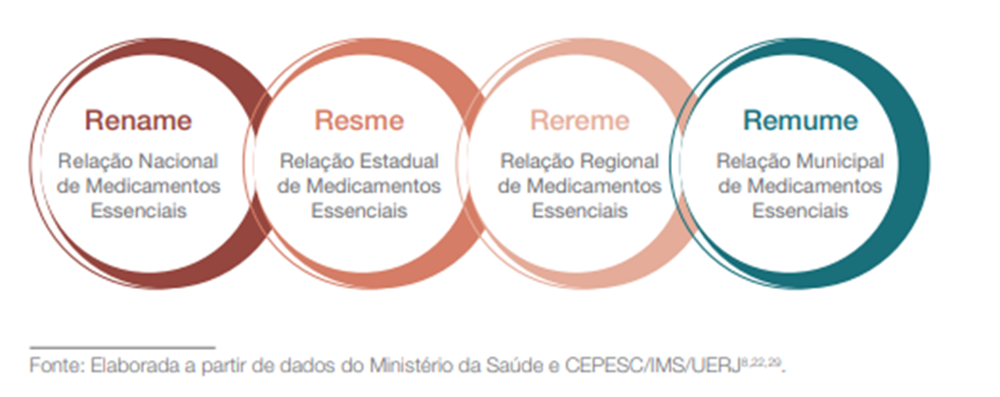 Rename
Relação Nacional
de Medicamentos
Essenciais
Resme
Relação Estadual
de Medicamentos
Essenciais
Rereme
Relação Regional
de Medicamentos
Essenciais
Remume
Relação Municipal
de Medicamentos
Essenciais
Fonte: Elaborada a partir de dados do Ministério da Saúde e CEPESC/IMS/UERJ⁸,²²,²⁹.